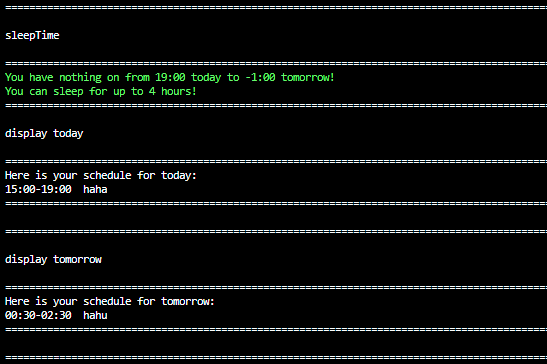 sleepTime
You have nothing on from 19:00 today to -1:00 tomorrow!
You can sleep for up to 4 hours!
display today
Here is your schedule for today:
15:00-19:00 haha
display tomorrow
Here is your schedule for tomorrow:
00:30-02:30 hahu